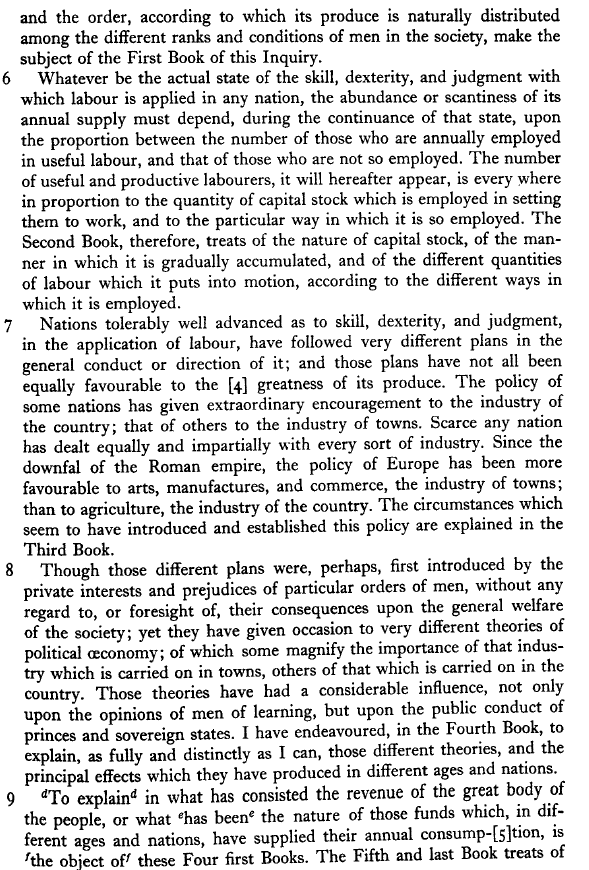 and the order, according to which its produce is naturally distributed
among the different ranks and conditions of men in the society, make the
subject of the First Book of this Inquiry.
6 Whatever be the actual state of the skill, dexterity, and judgment with
which labour is applied in any nation, the abundance or scantiness of its
annual supply must depend, during the continuance of that state, upon
the proportion between the number of those who are annually employed
in useful labour, and that of those who are not so employed. The number
of useful and productive labourers, it will hereafter appear, is every where
in proportion to the quantity of capital stock which is employed in setting
them to work, and to the particular way in which it is so employed. The
Second Book, therefore, treats of the nature of capital stock, of the man-
ner in which it is gradually accumulated, and of the different quantities
of labour which it puts into motion, according to the different ways in
which it is employed.
7 Nations tolerably well advanced as to skill, dexterity, and judgment,
in the application of labour, have followed very different plans in the
general conduct or direction of it; and those plans have not all been
equally favourable to the [4] greatness of its produce. The policy of
some nations has given extraordinary encouragement to the industry of
the country; that of others to the industry of towns. Scarce any nation
has dealt equally and impartially with every sort of industry. Since the
downfal of the Roman empire, the policy of Europe has been more
favourable to arts, manufactures, and commerce, the industry of towns;
than to agriculture, the industry of the country. The circumstances which
seem to have introduced and established this policy are explained in the
Third Book.
8 Though those different plans were, perhaps, first introduced by the
private interests and prejudices of particular orders of men, without any
regard to, or foresight of, their consequences upon the general welfare
of the society; yet they have given occasion to very different theories of
political œconomy; of which some magnify the importance of that indus-
try which is carried on in towns, others of that which is carried on in the
country. Those theories have had a considerable influence, not only
upon the opinions of men of learning, but upon the public conduct of
princes and sovereign states. I have endeavoured, in the Fourth Book, to
explain, as fully and distinctly as I can, those different theories, and the
principal effects which they have produced in different ages and nations.
9 ᵈTo explainᵈ in what has consisted the revenue of the great body of
the people, or what ᵉhas beenᵉ the nature of those funds which, in dif-
ferent ages and nations, have supplied their annual consump-[5]tion, is
ᶠthe object ofᶠ these Four first Books. The Fifth and last Book treats of